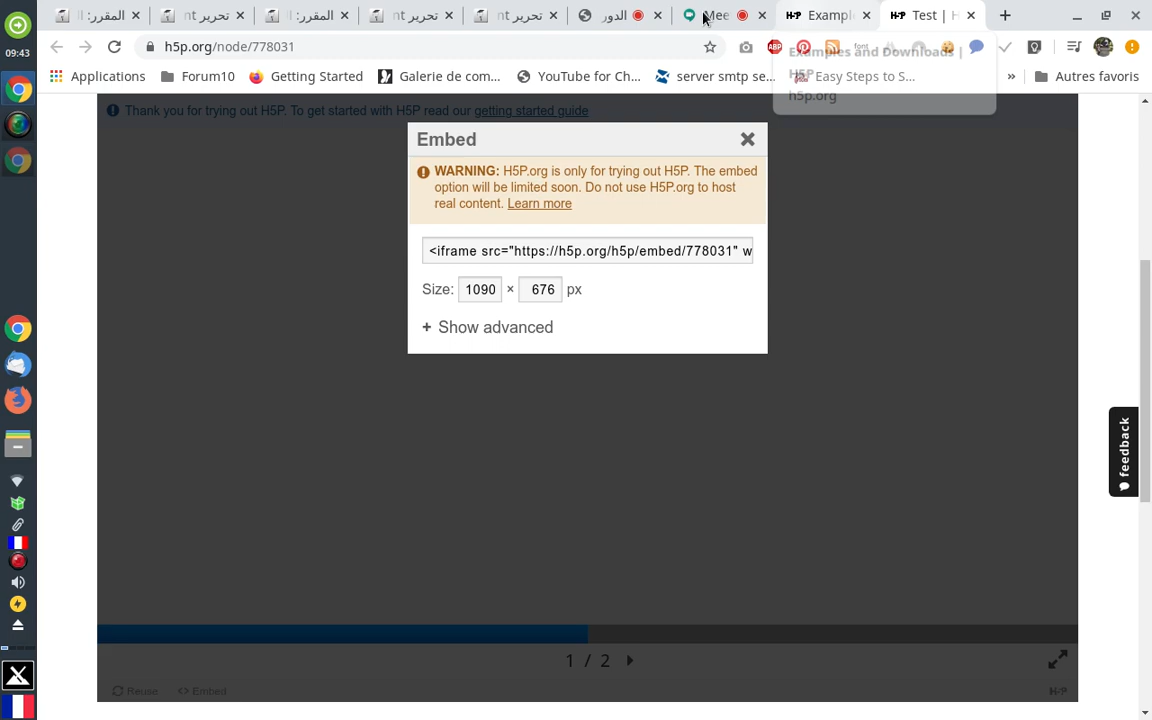 المقرر: ال
تحرير nt
المقرر: ال
تحرير nt
تحرير nt
الدور
Mee
H-P Exampl
H-P Test | H
09:43
h5p.org/node/778031
ABP
font
Examples and Downloads |
H5P
h5p.org
Applications
Forum10
Getting Started
Galerie de com...
YouTube for Ch...
server smtp se...
Easy Steps to S...
»
Autres favoris
Thank you for trying out H5P. To get started with H5P read our getting started guide
Embed
WARNING: H5P.org is only for trying out H5P. The embed
option will be limited soon. Do not use H5P.org to host
real content. Learn more
<iframe src="https://h5p.org/h5p/embed/778031" w
Size: 1090 × 676 px
+ Show advanced
feedback
1 / 2
Reuse
<> Embed
H-P